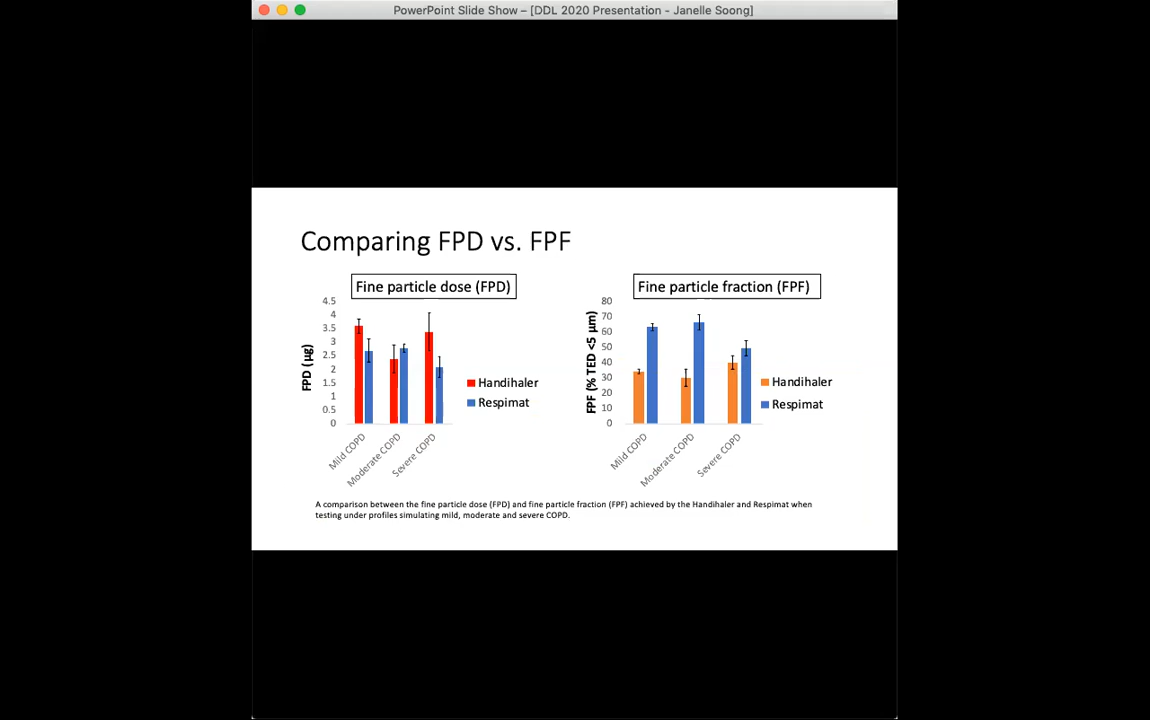 PowerPoint Slide Show – [DDL 2020 Presentation - Janelle Soong]
Comparing FPD vs. FPF
Fine particle dose (FPD)
4.5
4
3.5
3
2.5
2
1.5
1
0.5
0
FPD (µg)
Mild COPD
Moderate COPD
Severe COPD
Handihaler
Respimat
Fine particle fraction (FPF)
80
70
60
50
40
30
20
10
0
FPF (% TED <5 µm)
Mild COPD
Moderate COPD
Severe COPD
Handihaler
Respimat
A comparison between the fine particle dose (FPD) and fine particle fraction (FPF) achieved by the Handihaler and Respimat when
testing under profiles simulating mild, moderate and severe COPD.